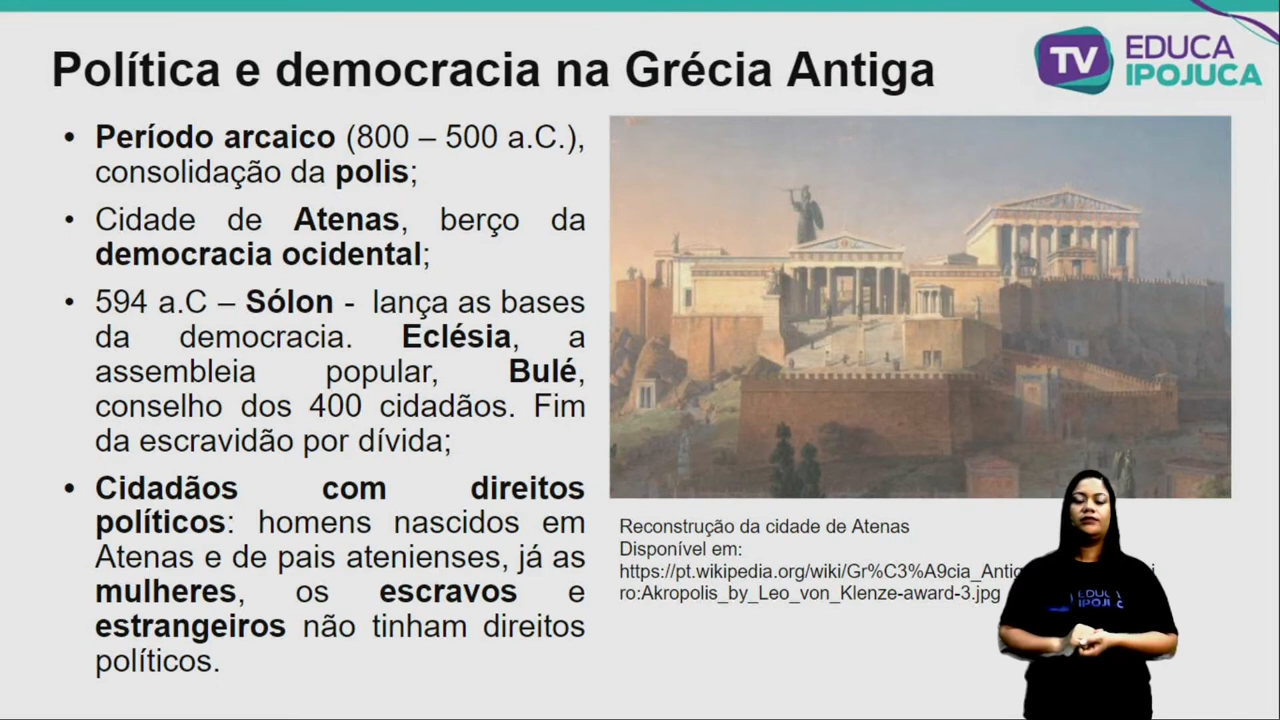 Política e democracia na Grécia Antiga
TV EDUCA
IPOJUCA
• Período arcaico (800 – 500 a.C.),
consolidação da polis;
• Cidade de Atenas, berço da
democracia ocidental;
• 594 a.C – Sólon - lança as bases
da democracia. Eclésia, a
assembleia popular, Bulé,
conselho dos 400 cidadãos. Fim
da escravidão por dívida;
• Cidadãos com direitos
políticos: homens nascidos em
Atenas e de pais atenienses, já as
mulheres, os escravos e
estrangeiros não tinham direitos
políticos.
Reconstrução da cidade de Atenas
Disponível em:
https://pt.wikipedia.org/wiki/Gr%C3%A9cia_Antig
ro:Akropolis_by_Leo_von_Klenze-award-3.jpg